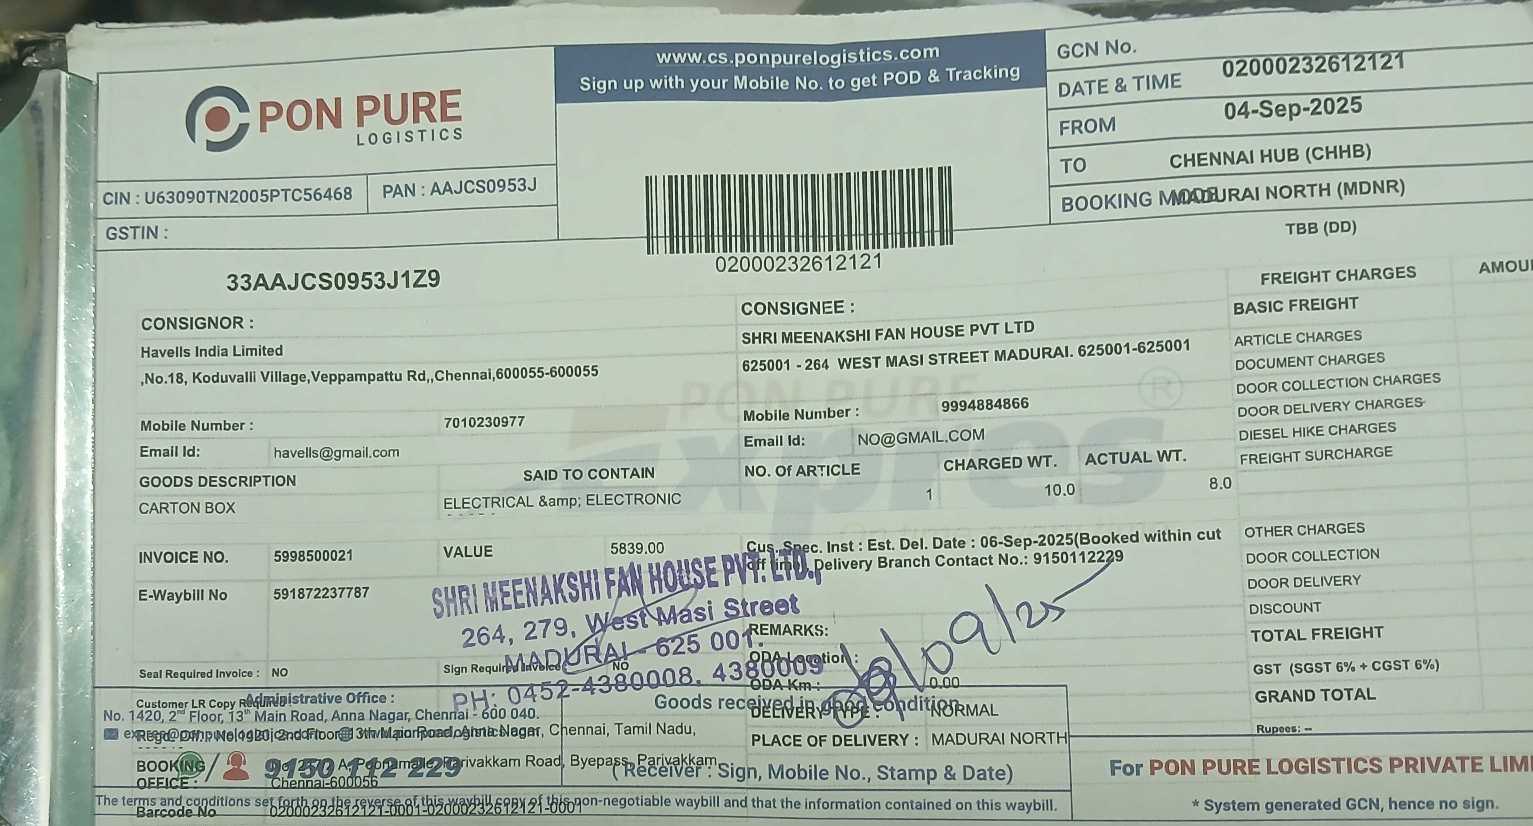 PON PURE
LOGISTICS
CIN : U63090TN2005PTC56468
PAN : AAJCS0953J
GSTIN :
33AAJCS0953J1Z9
www.cs.ponpurelogistics.com
Sign up with your Mobile No. to get POD & Tracking
02000232612121
GCN No.
02000232612121
DATE & TIME
04-Sep-2025
FROM
CHENNAI HUB (CHHB)
TO
MADURAI NORTH (MDNR)
BOOKING MODE
TBB (DD)
CONSIGNOR :
Havells India Limited
,No.18, Koduvalli Village,Veppampattu Rd,,Chennai,600055-600055
Mobile Number :
7010230977
Email Id:
havells@gmail.com
CONSIGNEE :
SHRI MEENAKSHI FAN HOUSE PVT LTD
625001 - 264 WEST MASI STREET MADURAI. 625001-625001
Mobile Number :
9994884866
Email Id:
NO@GMAIL.COM
PON PURE
Expres
®
GOODS DESCRIPTION
SAID TO CONTAIN
NO. Of ARTICLE
CHARGED WT.
ACTUAL WT.
CARTON BOX
ELECTRICAL &amp; ELECTRONIC
1
10.0
8.0
INVOICE NO.
5998500021
VALUE
5839.00
E-Waybill No
591872237787
Cus. Spec. Inst : Est. Del. Date : 06-Sep-2025(Booked within cut
off time), Delivery Branch Contact No.: 9150112229
SHRI MEENAKSHI FAN HOUSE PVT. LTD.,
264, 279, West Masi Street
MADURAI - 625 001.
PH: 0452-4380008. 4380009
REMARKS:
ODA Location :
ODA Km.:
0.00
DELIVERY TYPE :
NORMAL
PLACE OF DELIVERY :
MADURAI NORTH
Seal Required Invoice :
NO
Sign Required Invoice
NO
Goods received in good condition
(Receiver : Sign, Mobile No., Stamp & Date)
Customer LR Copy Required
Administrative Office :
No. 1420, 2nd Floor, 13th Main Road, Anna Nagar, Chennai - 600 040.
BOOKING
OFFICE :
9150 112 229
Parivakkam Road, Byepass, Parivakkam,
Chennai-600056
The terms and conditions set forth on the reverse of this waybill copy of this non-negotiable waybill and that the information contained on this waybill.
Barcode No
02000232612121-0001-02000232612121-0001
FREIGHT CHARGES
AMOU
BASIC FREIGHT
ARTICLE CHARGES
DOCUMENT CHARGES
DOOR COLLECTION CHARGES
DOOR DELIVERY CHARGES
DIESEL HIKE CHARGES
FREIGHT SURCHARGE
OTHER CHARGES
DOOR COLLECTION
DOOR DELIVERY
DISCOUNT
TOTAL FREIGHT
GST (SGST 6% + CGST 6%)
GRAND TOTAL
Rupees: --
For PON PURE LOGISTICS PRIVATE LIMI
* System generated GCN, hence no sign.